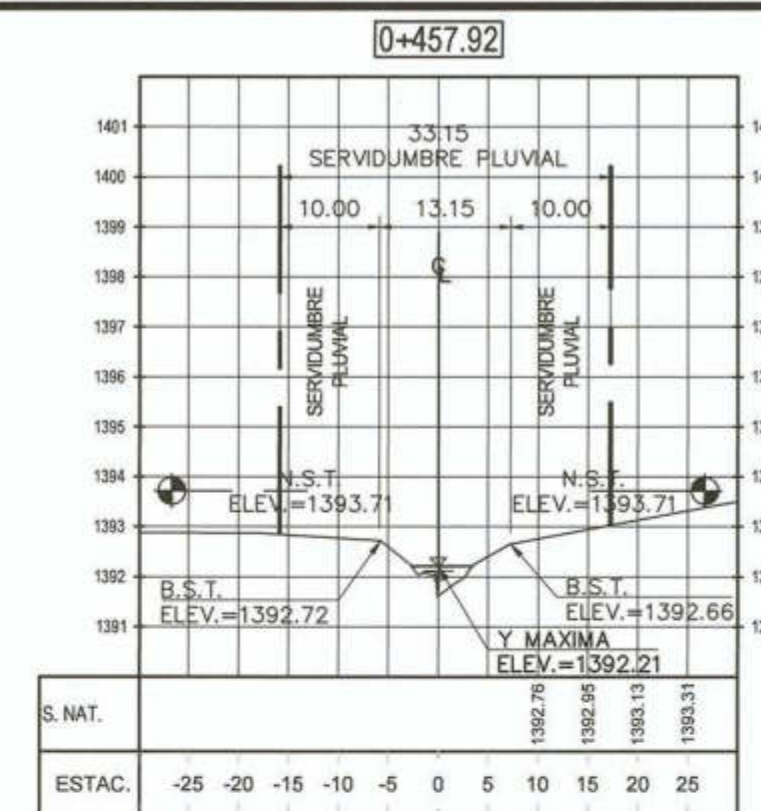 0+457.92
1401
33.15
SERVIDUMBRE PLUVIAL
1400
10.00 13.15 10.00
1399
1398
℄
1397
SERVIDUMBRE
PLUVIAL
SERVIDUMBRE
PLUVIAL
1396
1395
1394
N.S.T.
ELEV.=1393.71
N.S.T.
ELEV.=1393.71
1393
1392
B.S.T.
ELEV.=1392.72
B.S.T.
ELEV.=1392.66
1391
Y MAXIMA
ELEV.=1392.21
S. NAT. 1392.76 1392.95 1393.13 1393.31
ESTAC. -25 -20 -15 -10 -5 0 5 10 15 20 25